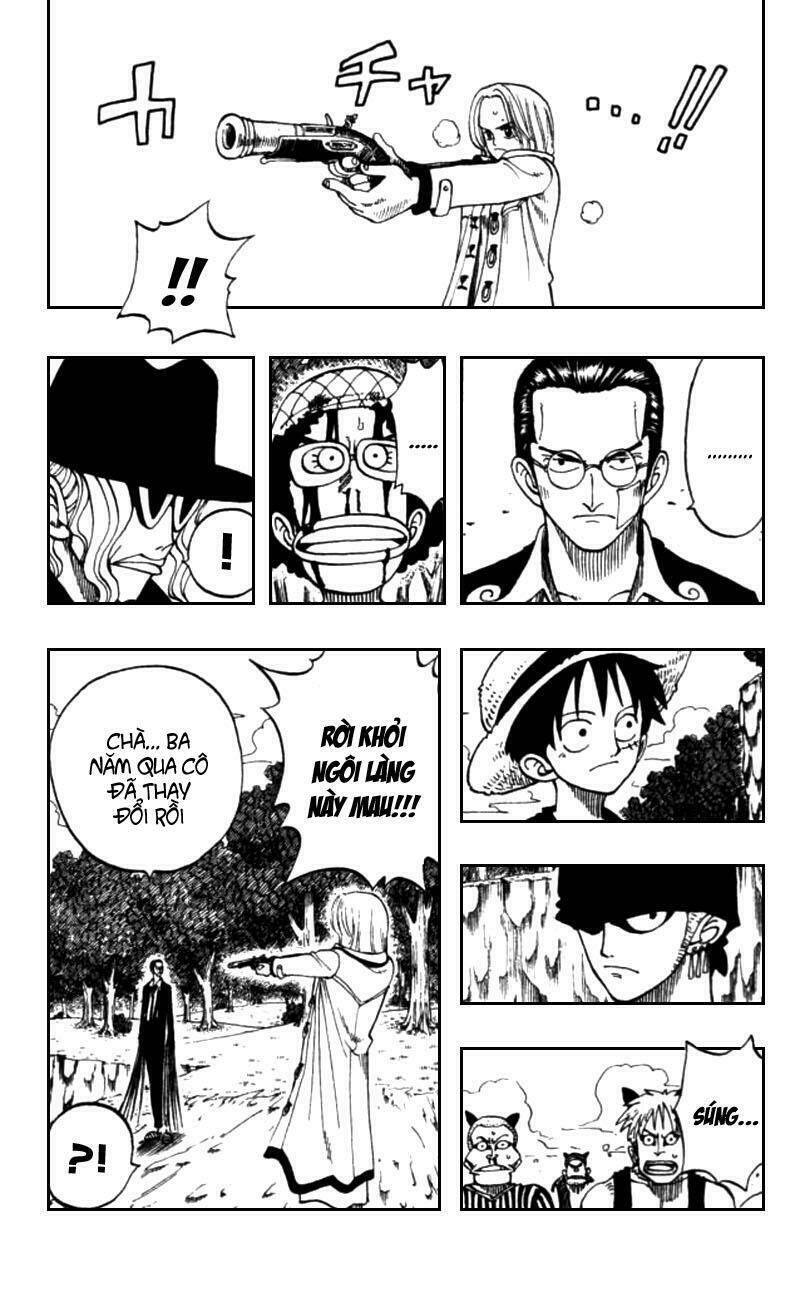 カチャ
...!!
!!
..........
......
!
RỜI KHỎI
NGÔI LÀNG
NÀY MAU!!!
CHÀ... BA
NĂM QUA CÔ
ĐÃ THAY
ĐỔI RỒI
?!
SÚNG...